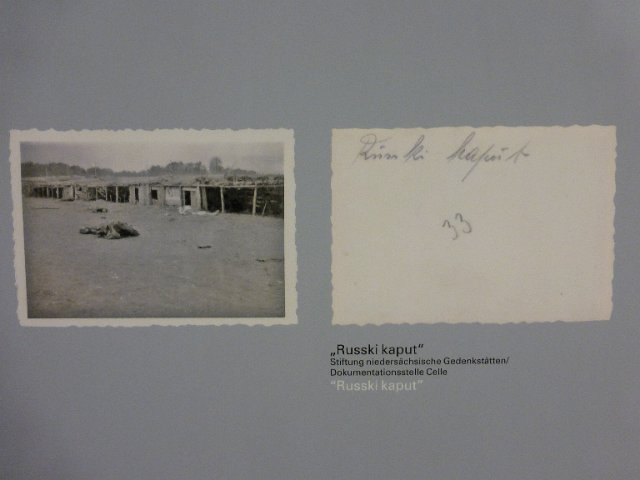 Russki kaput
33
„Russki kaput“
Stiftung niedersächsische Gedenkstätten/
Dokumentationsstelle Celle
“Russki kaput”